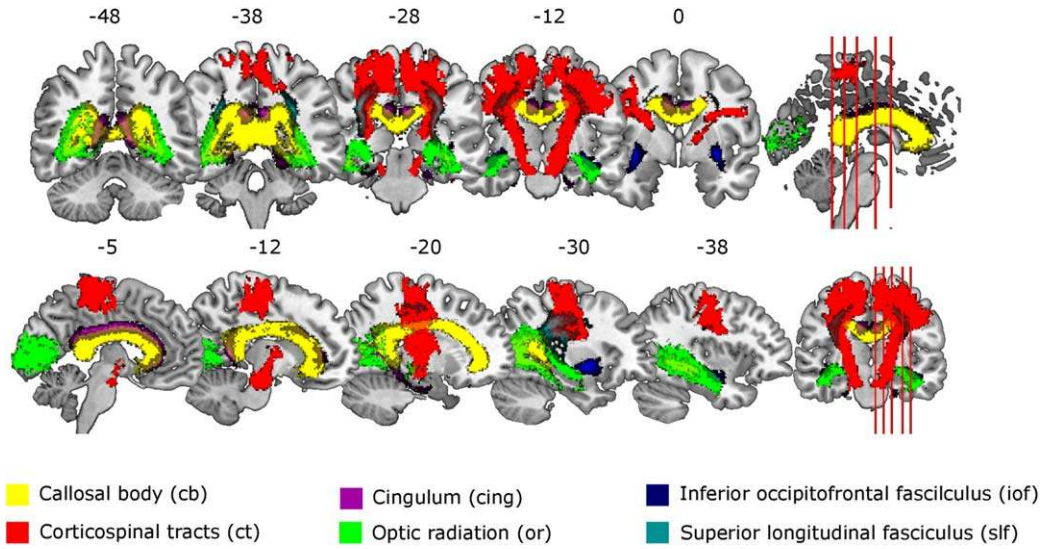 -48 -38 -28 -12 0
-5 -12 -20 -30 -38
Callosal body (cb) Cingulum (cing) Inferior occipitofrontal fascilculus (iof)
Corticospinal tracts (ct) Optic radiation (or) Superior longitudinal fasciculus (slf)